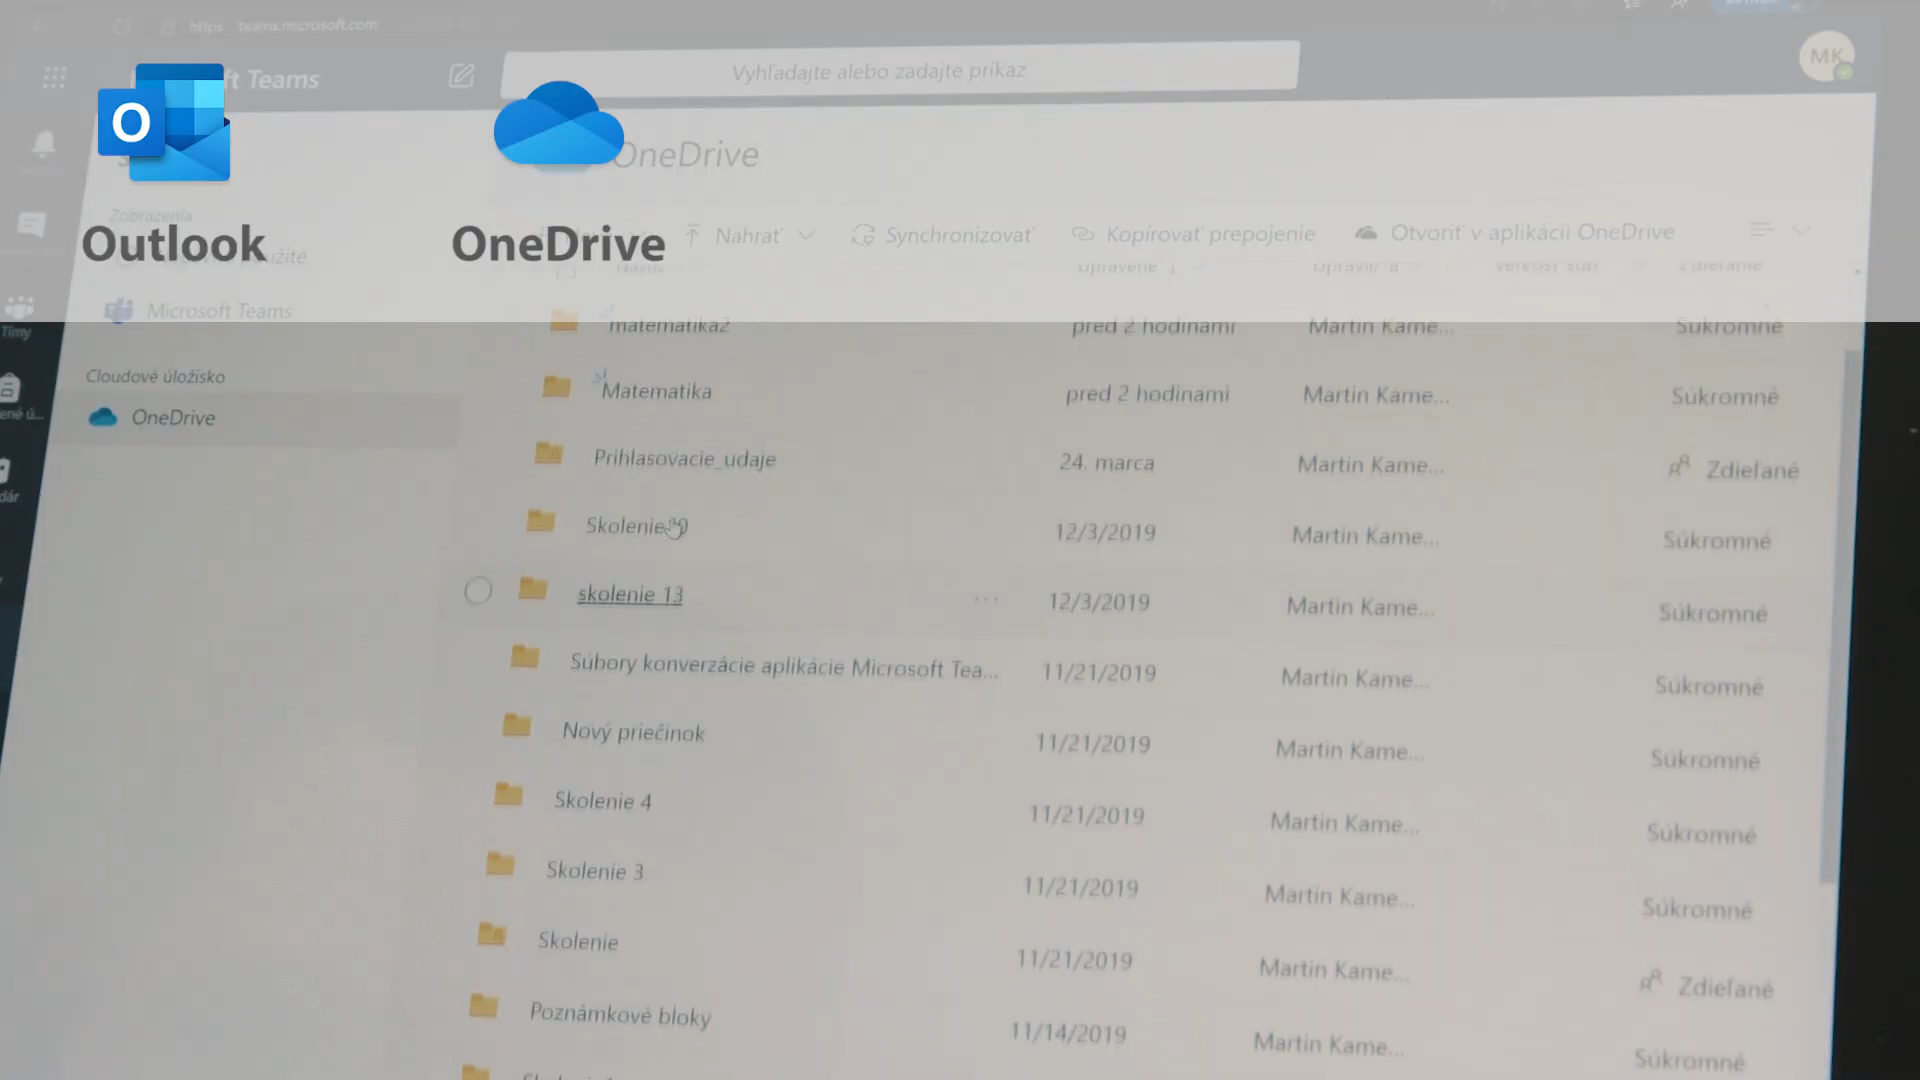 https teams.microsoft.com
Teams
Vyhľadajte alebo zadajte príkaz
MK
O
OneDrive
Zobrazenia
Outlook
OneDrive
Nahrať
Synchronizovať
Kopírovať prepojenie
Otvoriť v aplikácii OneDrive
Microsoft Teams
Tímy
Cloudové úložisko
OneDrive
matematika2 pred 2 hodinami Martin Kame... Súkromné
Matematika pred 2 hodinami Martin Kame... Súkromné
Prihlasovacie_udaje 24. marca Martin Kame... Zdieľané
Skolenie 12/3/2019 Martin Kame... Súkromné
skolenie 13 ... 12/3/2019 Martin Kame... Súkromné
Súbory konverzácie aplikácie Microsoft Tea... 11/21/2019 Martin Kame... Súkromné
Nový priečinok 11/21/2019 Martin Kame... Súkromné
Skolenie 4 11/21/2019 Martin Kame... Súkromné
Skolenie 3 11/21/2019 Martin Kame... Súkromné
Skolenie 11/21/2019 Martin Kame... Zdieľané
Poznámkové bloky 11/14/2019 Martin Kame... Súkromné